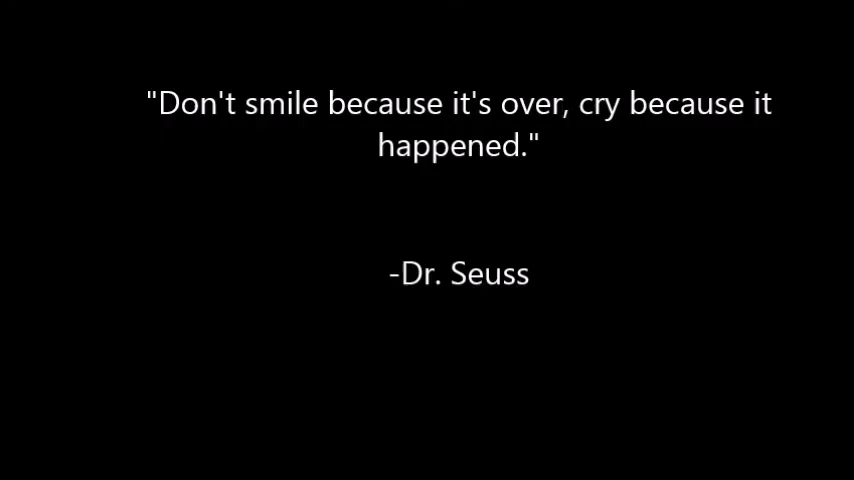 "Don't smile because it's over, cry because it
happened."
-Dr. Seuss